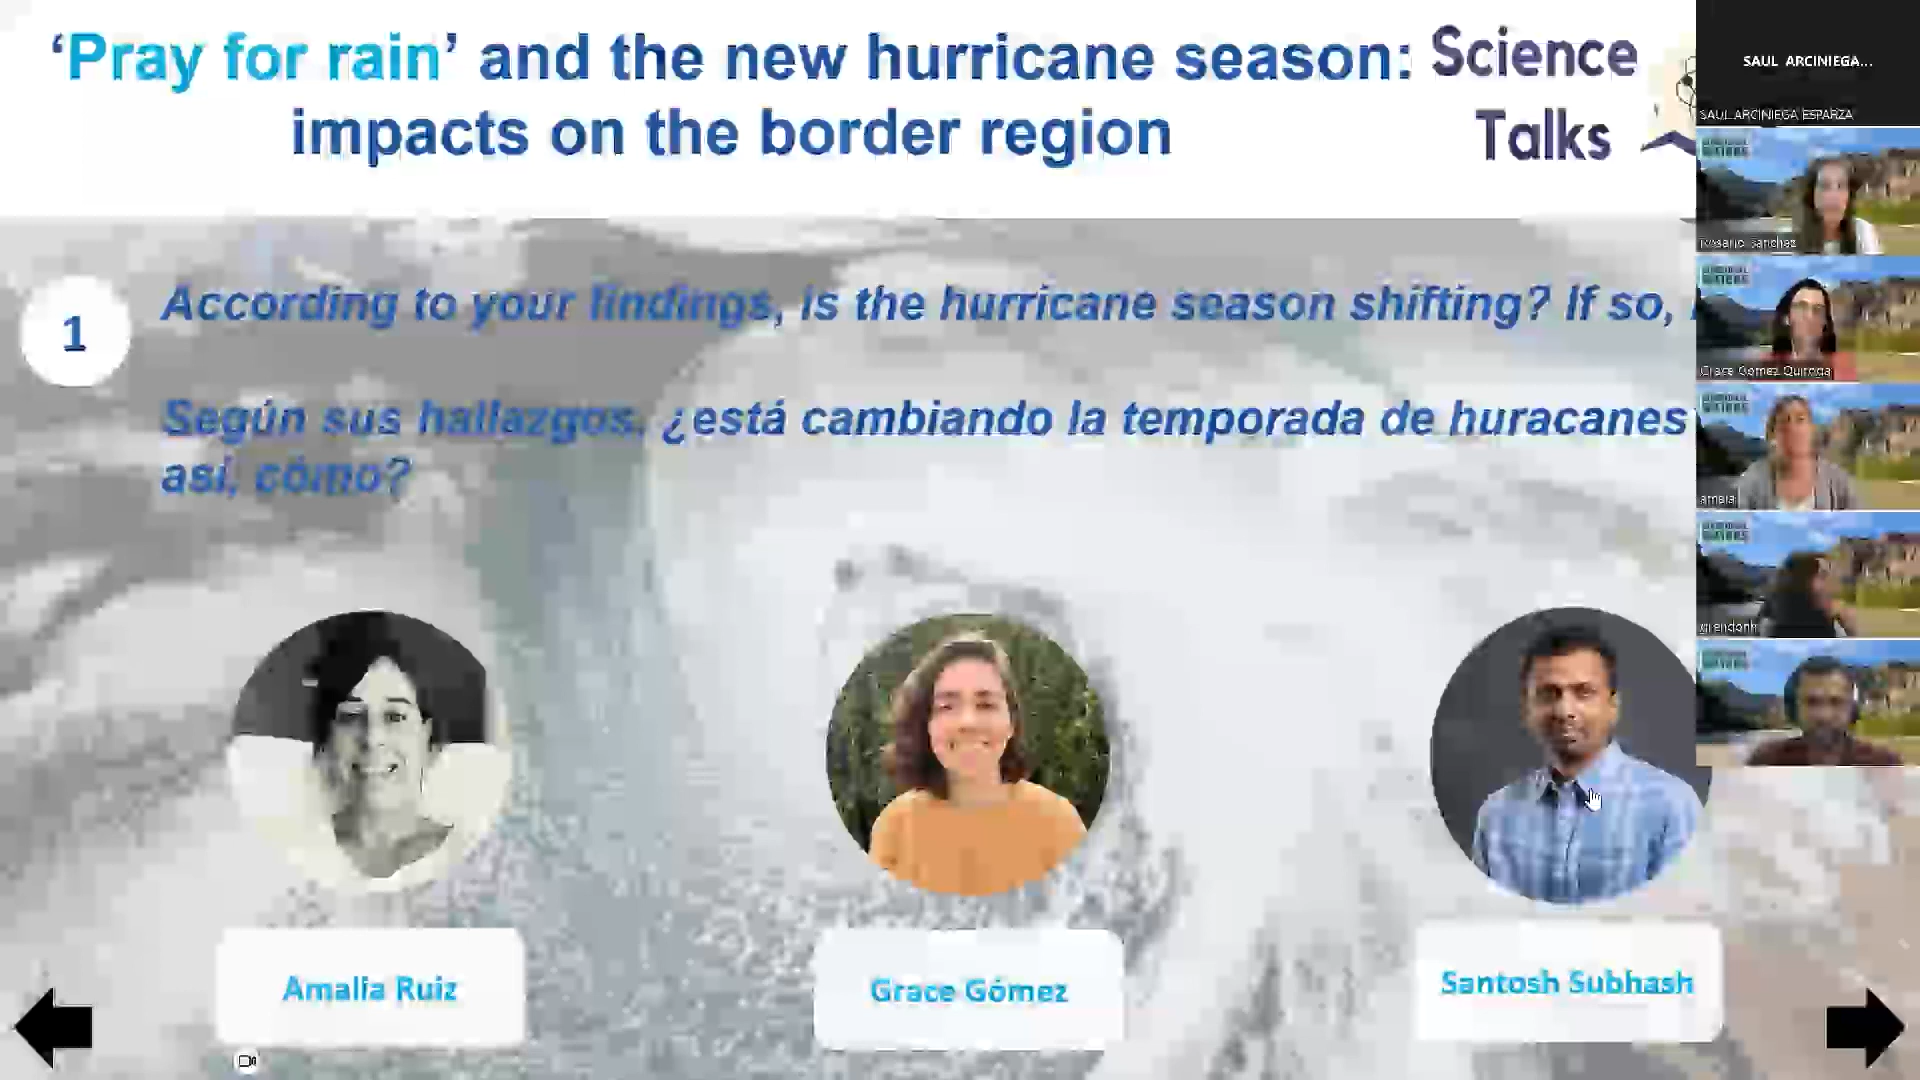 ‘Pray for rain’ and the new hurricane season:
impacts on the border region
Science
Talks
1
According to your findings, is the hurricane season shifting? If so,
Según sus hallazgos, ¿está cambiando la temporada de huracanes
así, cómo?
Amalia Ruiz
Grace Gómez
Santosh Subhash
SAUL ARCINIEGA...
SAUL ARCINIEGA ESPARZA
Rosario Sanchez
Grace Gomez Quiroga
grendonh